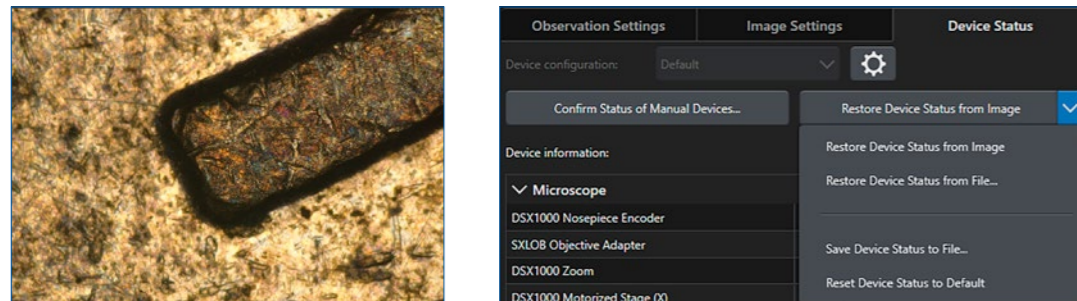 Observation Settings
Image Settings
Device Status
Device configuration:
Default
Confirm Status of Manual Devices...
Restore Device Status from Image
Device information:
Restore Device Status from Image
Restore Device Status from File...
Microscope
DSX1000 Nosepiece Encoder
SXLOB Objective Adapter
Save Device Status to File...
DSX1000 Zoom
Reset Device Status to Default
DSX1000 Motorized Stage (X)